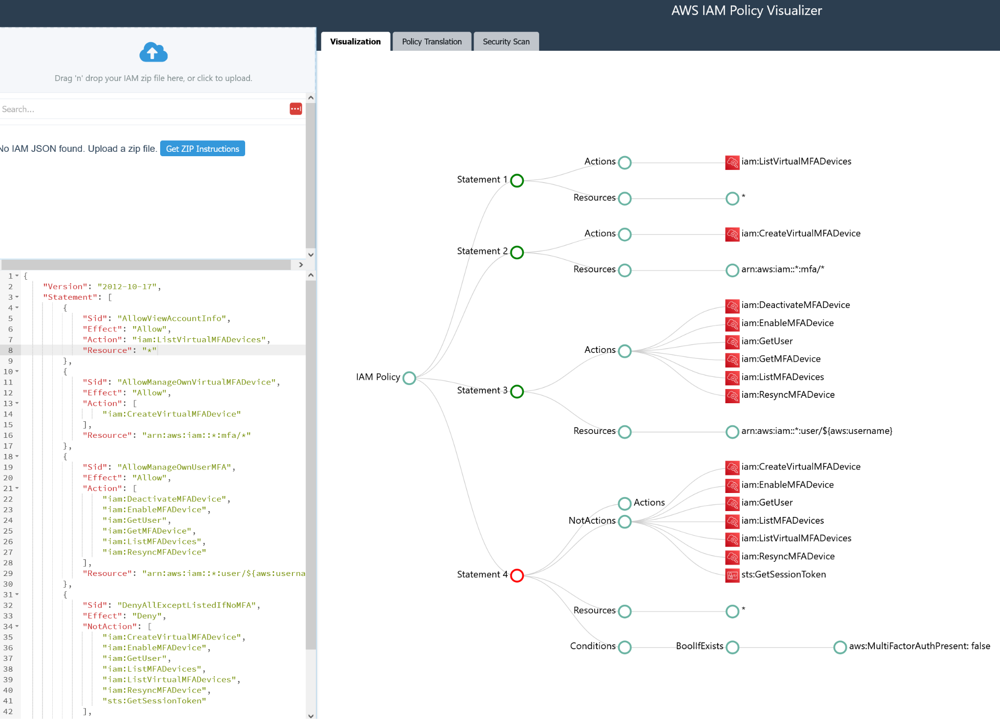 AWS IAM Policy Visualizer
Visualization
Policy Translation
Security Scan
Drag 'n' drop your IAM zip file here, or click to upload.
Search...
No IAM JSON found. Upload a zip file.
Get ZIP Instructions
1 {
2 "Version": "2012-10-17",
3 "Statement": [
4 {
5 "Sid": "AllowViewAccountInfo",
6 "Effect": "Allow",
7 "Action": "iam:ListVirtualMFADevices",
8 "Resource": "*"
9 },
10 {
11 "Sid": "AllowManageOwnVirtualMFADevice",
12 "Effect": "Allow",
13 "Action": [
14 "iam:CreateVirtualMFADevice"
15 ],
16 "Resource": "arn:aws:iam::*:mfa/*"
17 },
18 {
19 "Sid": "AllowManageOwnUserMFA",
20 "Effect": "Allow",
21 "Action": [
22 "iam:DeactivateMFADevice",
23 "iam:EnableMFADevice",
24 "iam:GetUser",
25 "iam:GetMFADevice",
26 "iam:ListMFADevices",
27 "iam:ResyncMFADevice"
28 ],
29 "Resource": "arn:aws:iam::*:user/${aws:userna
30 },
31 {
32 "Sid": "DenyAllExceptListedIfNoMFA",
33 "Effect": "Deny",
34 "NotAction": [
35 "iam:CreateVirtualMFADevice",
36 "iam:EnableMFADevice",
37 "iam:GetUser",
38 "iam:ListMFADevices",
39 "iam:ListVirtualMFADevices",
40 "iam:ResyncMFADevice",
41 "sts:GetSessionToken"
42 ],
IAM Policy
Statement 1
Actions
iam:ListVirtualMFADevices
Resources
*
Statement 2
Actions
iam:CreateVirtualMFADevice
Resources
arn:aws:iam::*:mfa/*
Statement 3
Actions
iam:DeactivateMFADevice
iam:EnableMFADevice
iam:GetUser
iam:GetMFADevice
iam:ListMFADevices
iam:ResyncMFADevice
Resources
arn:aws:iam::*:user/${aws:username}
Statement 4
Actions
NotActions
iam:CreateVirtualMFADevice
iam:EnableMFADevice
iam:GetUser
iam:ListMFADevices
iam:ListVirtualMFADevices
iam:ResyncMFADevice
sts:GetSessionToken
Resources
*
Conditions
BoolIfExists
aws:MultiFactorAuthPresent: false